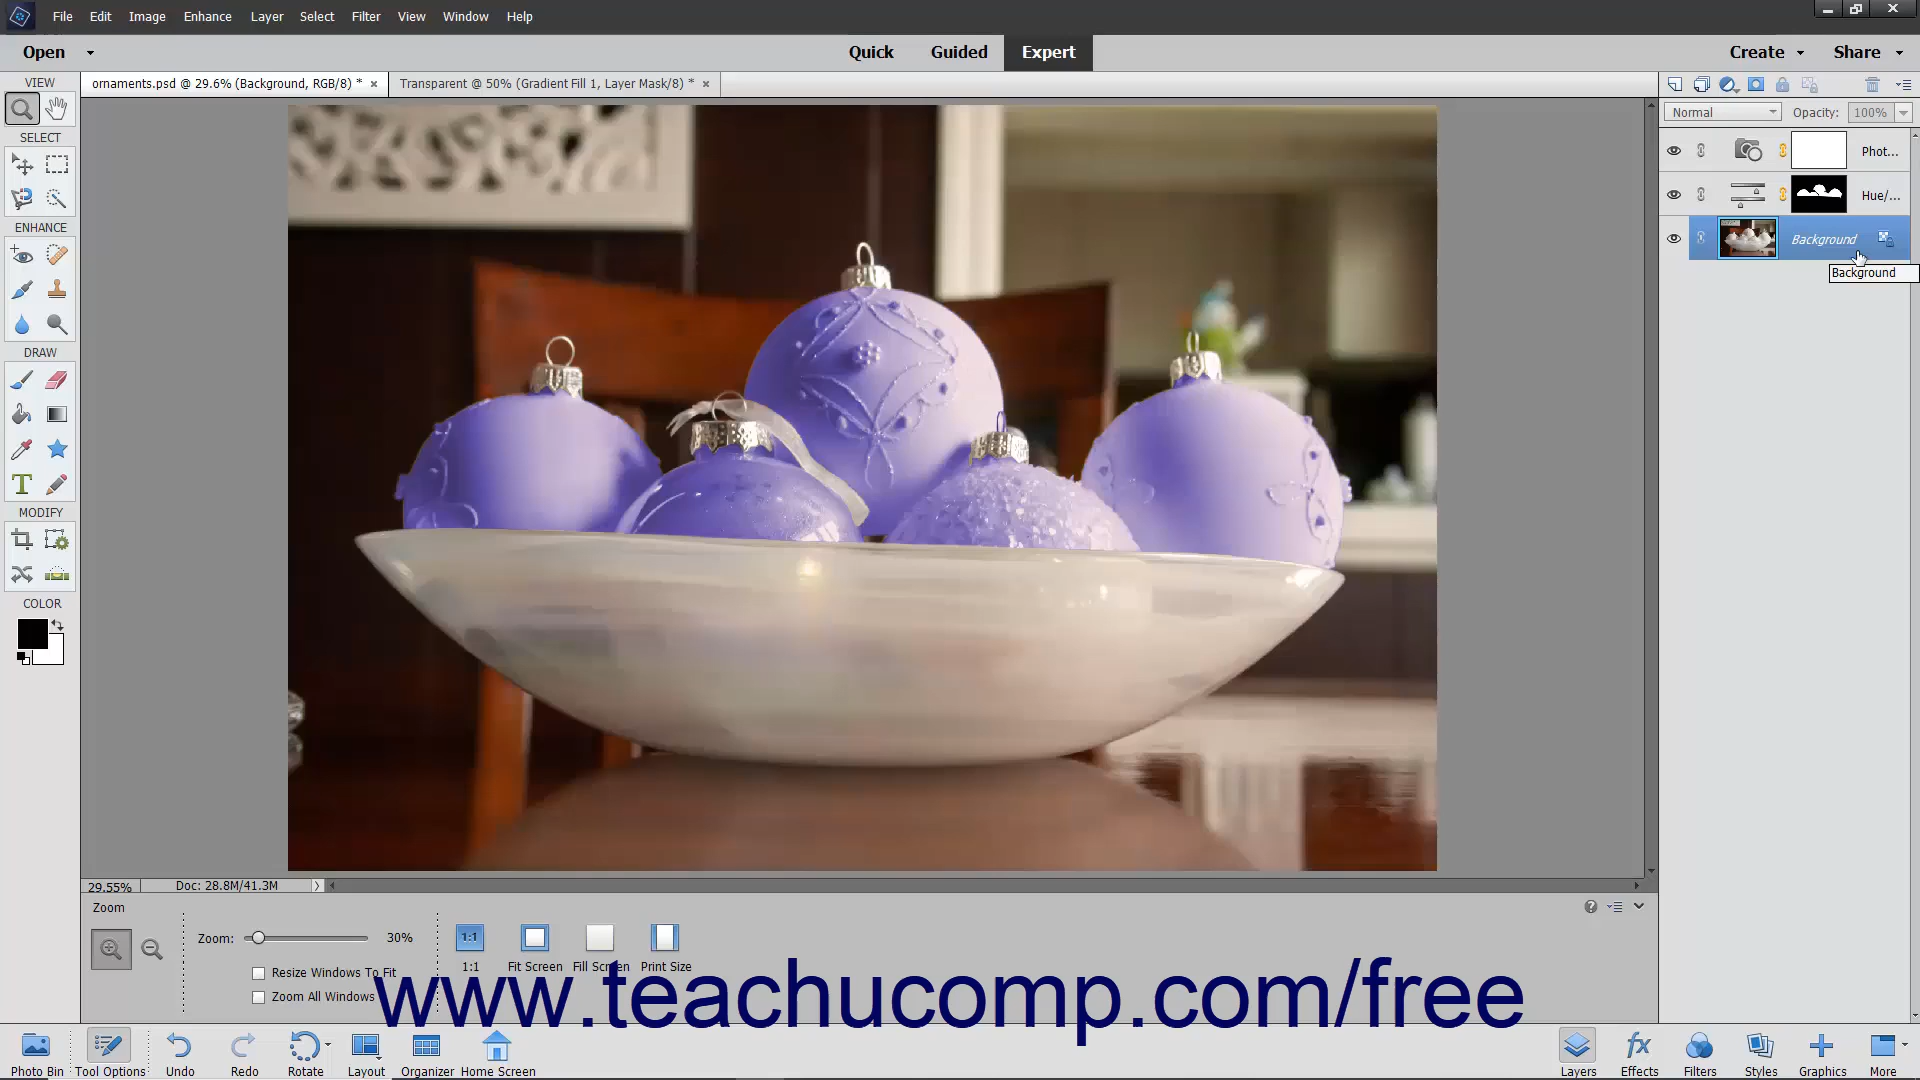 File Edit Image Enhance Layer Select Filter View Window Help
Open Quick Guided Expert Create Share
VIEW
ornaments.psd @ 29.6% (Background, RGB/8) * Transparent @ 50% (Gradient Fill 1, Layer Mask/8) *
Normal Opacity: 100%
SELECT
Phot...
Hue/...
ENHANCE
Background
Background
DRAW
T
MODIFY
COLOR
29.55% Doc: 28.8M/41.3M
Zoom
Zoom: 30%
1:1
1:1 Fit Screen Fill Screen Print Size
Resize Windows To Fit
Zoom All Windows
www.teachucomp.com/free
fx
Photo Bin Tool Options Undo Redo Rotate Layout Organizer Home Screen Layers Effects Filters Styles Graphics More